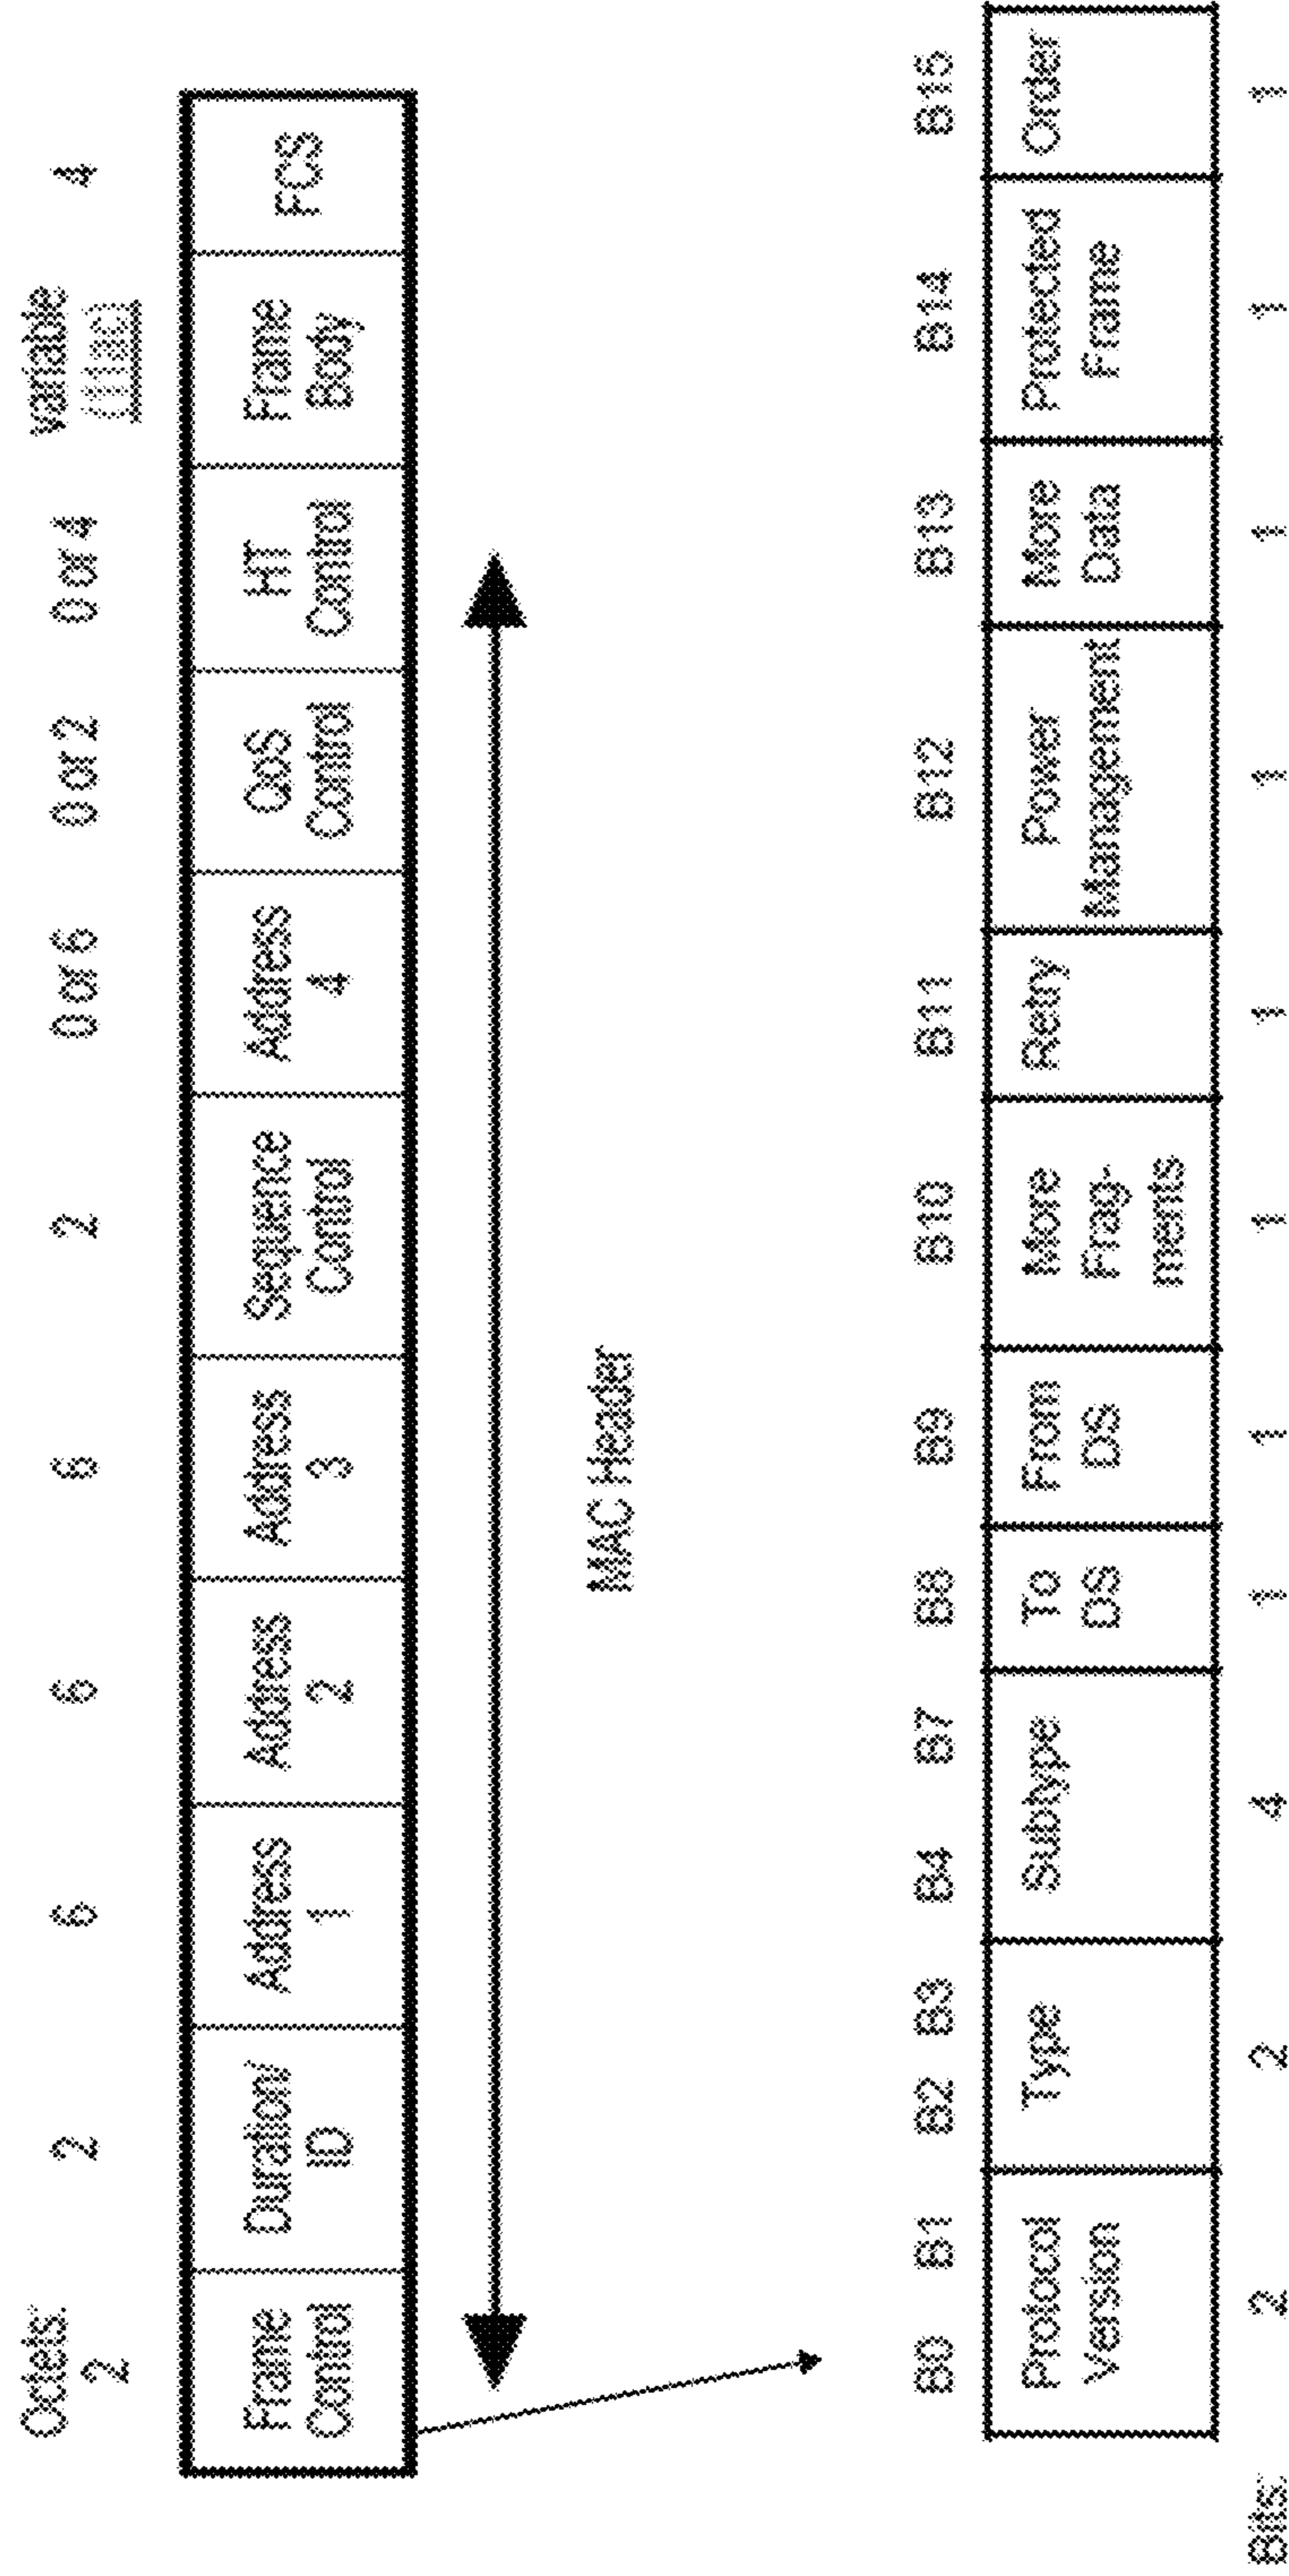 Octets: 2 2 6 6 6 2 0 or 6 0 or 2 0 or 4 variable 4
Frame Control
Duration/ ID
Address 1
Address 2
Address 3
Sequence Control
Address 4
QoS Control
HT Control
Frame Body
FCS
MAC Header
B0 B1 B2 B3 B4 B7 B8 B9 B10 B11 B12 B13 B14 B15
Protocol Version
Type
Subtype
To DS
From DS
More Frag- ments
Retry
Power Management
More Data
Protected Frame
Order
Bits: 2 2 4 1 1 1 1 1 1 1 1